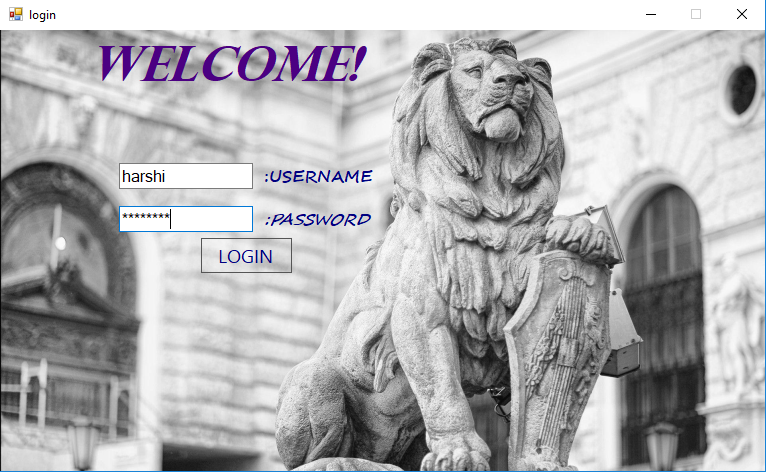 login
WELCOME!
harshi :USERNAME
******** :PASSWORD
LOGIN